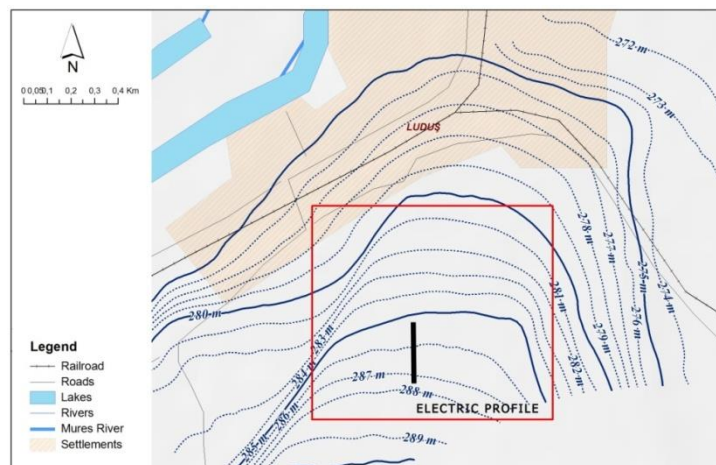 N
0 0,05 0,1 0,2 0,3 0,4 Km
Legend
Railroad
Roads
Lakes
Rivers
Mures River
Settlements
LUDUŞ
272 m
273 m
274 m
275 m
276 m
277 m
278 m
279 m
280 m
281 m
282 m
283 m
284 m
285 m
286 m
287 m
288 m
289 m
ELECTRIC PROFILE